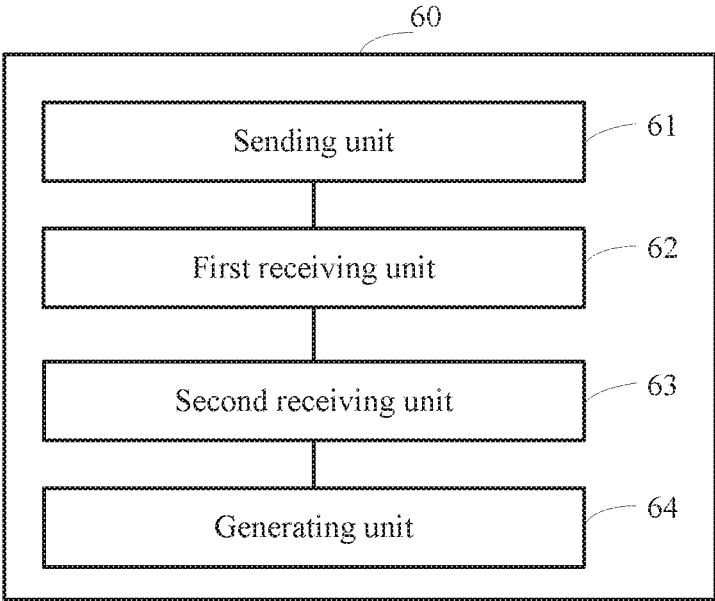 60
Sending unit
61
First receiving unit
62
Second receiving unit
63
Generating unit
64